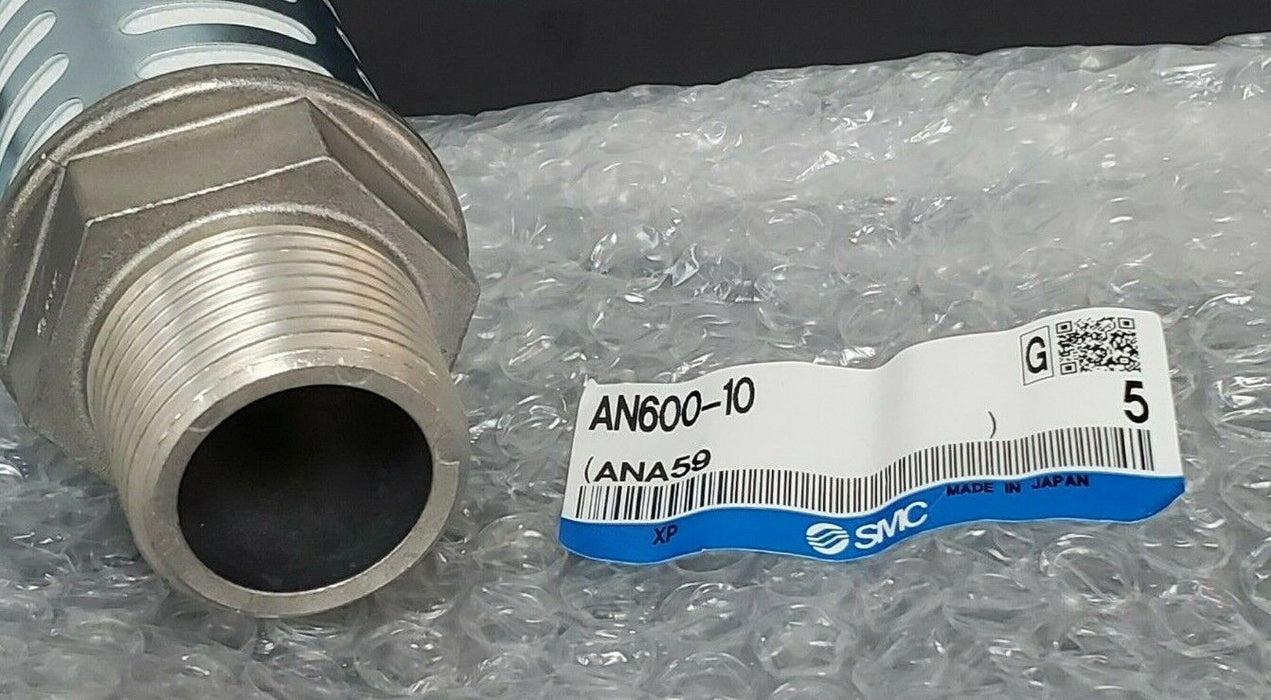 G
AN600-10
5
(ANA59 )
MADE IN JAPAN
XP
SMC